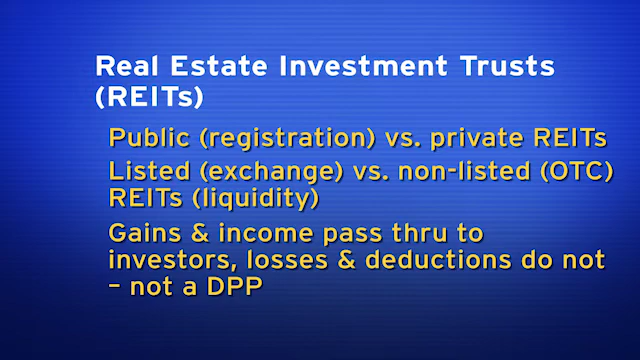 Real Estate Investment Trusts
(REITs)
Public (registration) vs. private REITs
Listed (exchange) vs. non-listed (OTC)
REITs (liquidity)
Gains & income pass thru to
investors, losses & deductions do not
– not a DPP